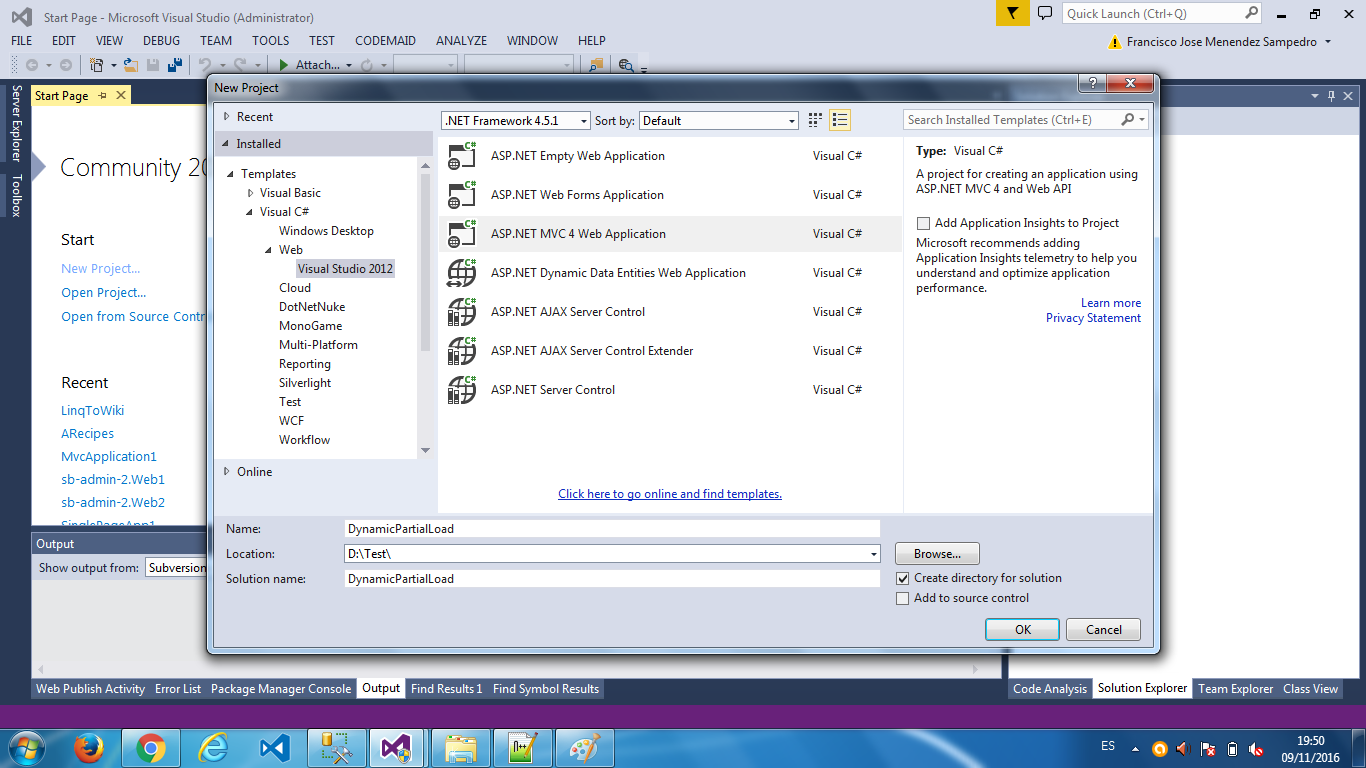 Start Page - Microsoft Visual Studio (Administrator)
Quick Launch (Ctrl+Q)
FILE EDIT VIEW DEBUG TEAM TOOLS TEST CODEMAID ANALYZE WINDOW HELP
Francisco Jose Menendez Sampedro
Attach...
Server Explorer
Toolbox
Start Page
Community 20
Start
New Project...
Open Project...
Open from Source Contr
Recent
LinqToWiki
ARecipes
MvcApplication1
sb-admin-2.Web1
sb-admin-2.Web2
SinglePageApp1
Output
Show output from: Subversion
New Project
Recent
Installed
Templates
Visual Basic
Visual C#
Windows Desktop
Web
Visual Studio 2012
Cloud
DotNetNuke
MonoGame
Multi-Platform
Reporting
Silverlight
Test
WCF
Workflow
Online
.NET Framework 4.5.1 Sort by: Default
Search Installed Templates (Ctrl+E)
ASP.NET Empty Web Application Visual C#
ASP.NET Web Forms Application Visual C#
ASP.NET MVC 4 Web Application Visual C#
ASP.NET Dynamic Data Entities Web Application Visual C#
ASP.NET AJAX Server Control Visual C#
ASP.NET AJAX Server Control Extender Visual C#
ASP.NET Server Control Visual C#
Click here to go online and find templates.
Type: Visual C#
A project for creating an application using
ASP.NET MVC 4 and Web API
Add Application Insights to Project
Microsoft recommends adding
Application Insights telemetry to help you
understand and optimize application
performance.
Learn more
Privacy Statement
Name: DynamicPartialLoad
Location: D:\Test\
Browse...
Solution name: DynamicPartialLoad
Create directory for solution
Add to source control
OK Cancel
Web Publish Activity Error List Package Manager Console Output Find Results 1 Find Symbol Results
Code Analysis Solution Explorer Team Explorer Class View
ES
19:50
09/11/2016